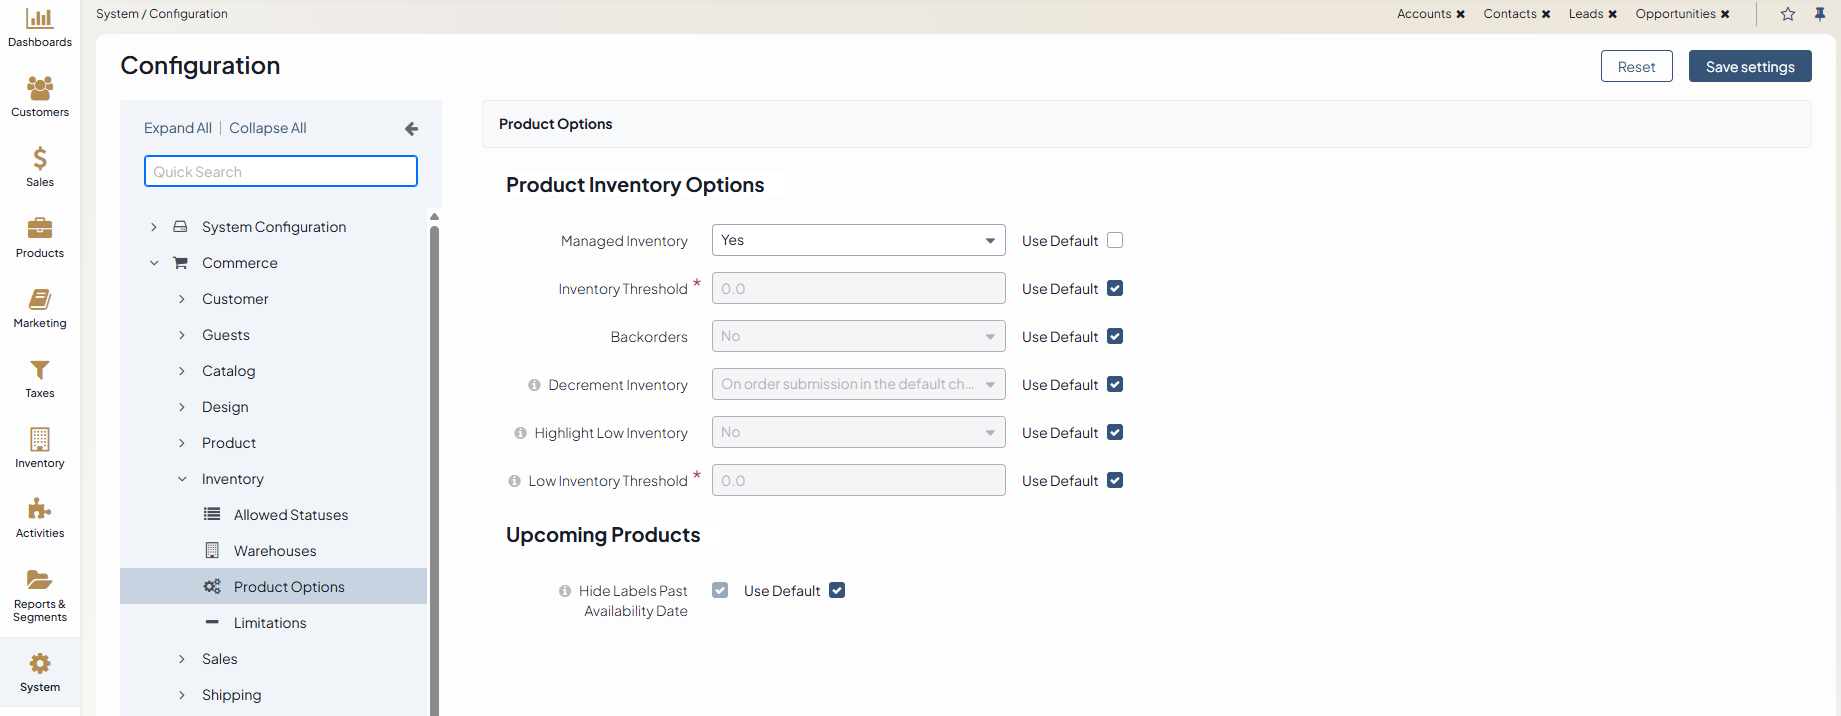 System / Configuration
Accounts ✖ Contacts ✖ Leads ✖ Opportunities ✖
Dashboards
Customers
Sales
Products
Marketing
Taxes
Inventory
Activities
Reports &
Segments
System
Configuration
Reset
Save settings
Expand All | Collapse All
Quick Search
System Configuration
Commerce
Customer
Guests
Catalog
Design
Product
Inventory
Allowed Statuses
Warehouses
Product Options
Limitations
Sales
Shipping
Product Options
Product Inventory Options
Managed Inventory Yes Use Default
Inventory Threshold * 0.0 Use Default
Backorders No Use Default
Decrement Inventory On order submission in the default ch... Use Default
Highlight Low Inventory No Use Default
Low Inventory Threshold * 0.0 Use Default
Upcoming Products
Hide Labels Past Use Default
Availability Date